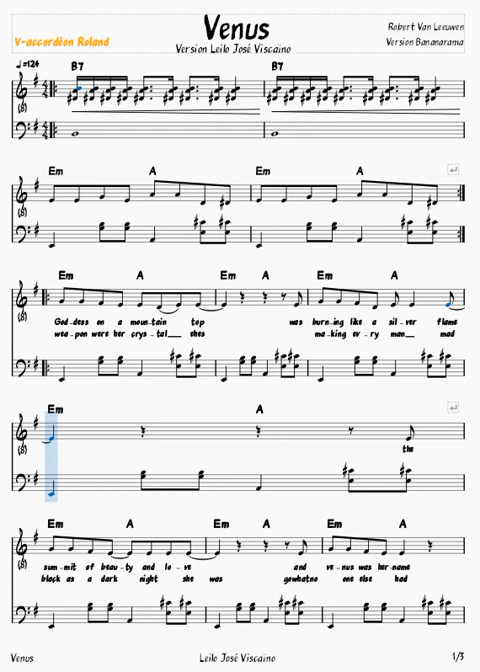 Venus
Robert Van Leeuwen
V-accordéon Roland
Version Leilo José Viscaino
Version Bananarama
♩=124
B7 B7
Em A Em A
Em A Em Em A
God-dess on a moun-tain top was burn-ing like a sil-ver flame
wea-pon were her crys-tal__ ehes ma-king ev-ry man__ mad
Em A
the
Em A Em Em A
sum-mit of beau-ty and lo-ve and ve-nus was her name
black as a dark night she was gowhatno one else had
Venus Leilo José Viscaino 1/3